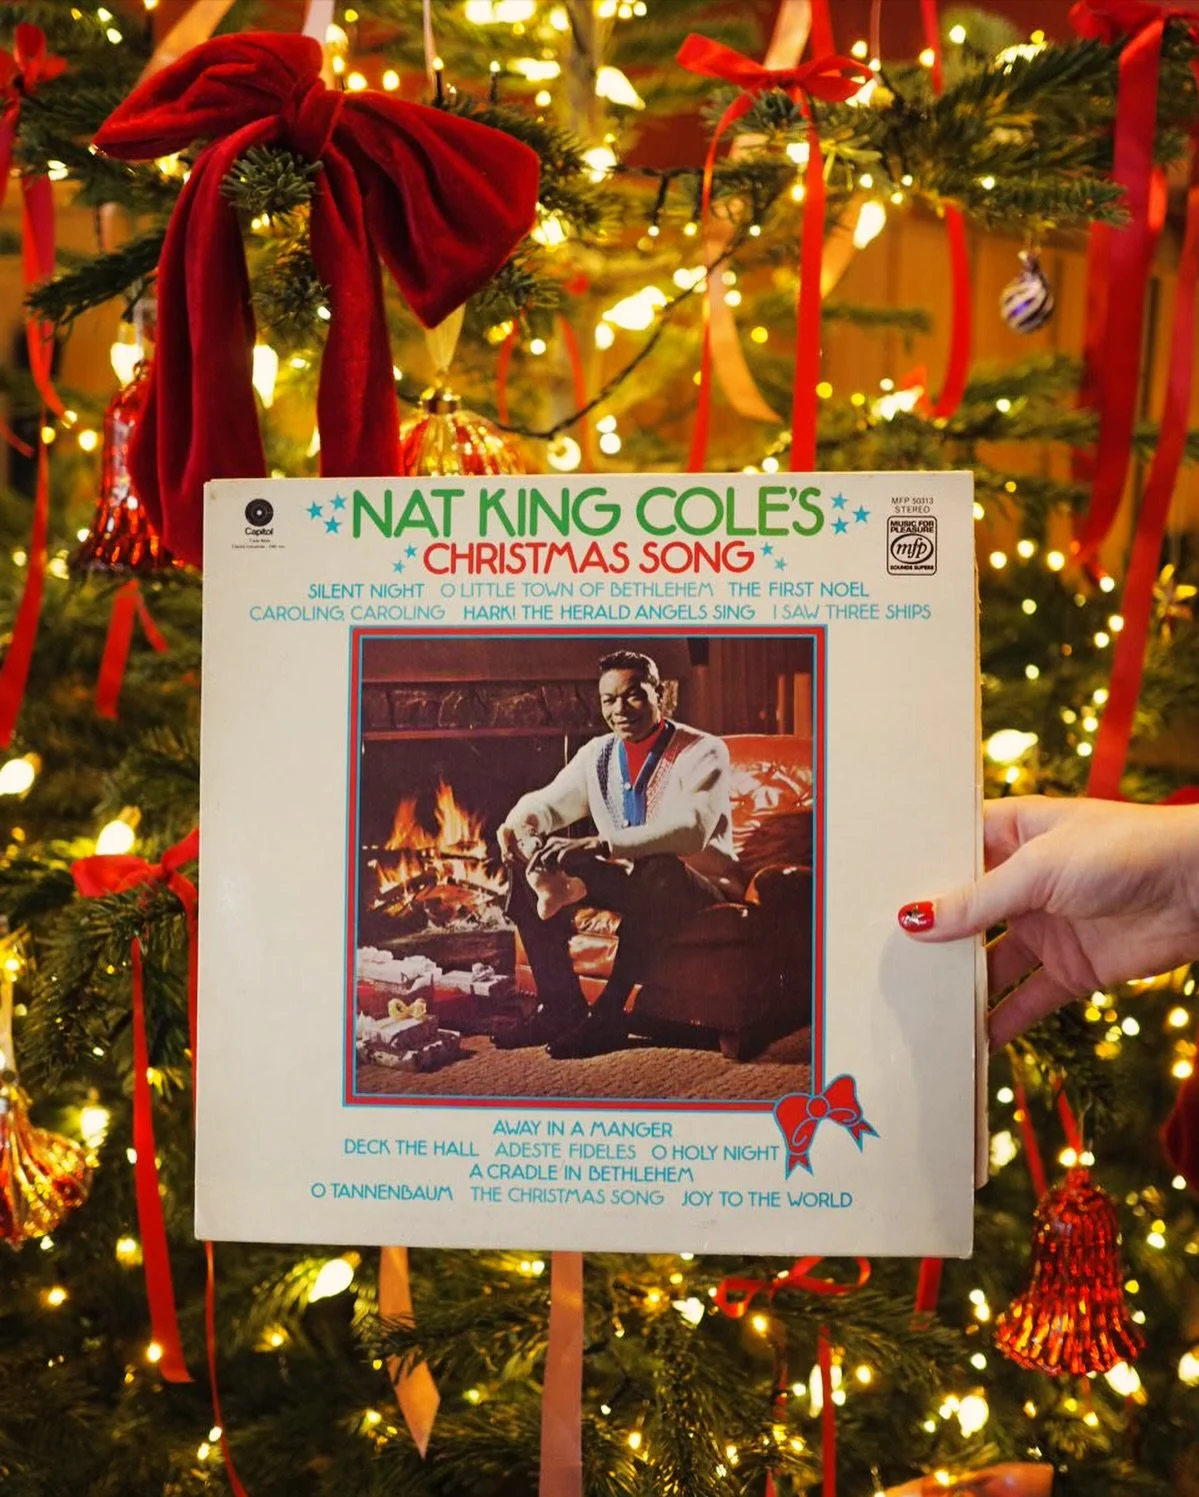 NAT KING COLE'S
CHRISTMAS SONG
Capitol
MFP 50313
STEREO
MUSIC FOR
PLEASURE
mfp
SOUNDS SUPERB
SILENT NIGHT O LITTLE TOWN OF BETHLEHEM THE FIRST NOEL
CAROLING, CAROLING HARK! THE HERALD ANGELS SING I SAW THREE SHIPS
AWAY IN A MANGER
DECK THE HALL ADESTE FIDELES O HOLY NIGHT
A CRADLE IN BETHLEHEM
O TANNENBAUM THE CHRISTMAS SONG JOY TO THE WORLD